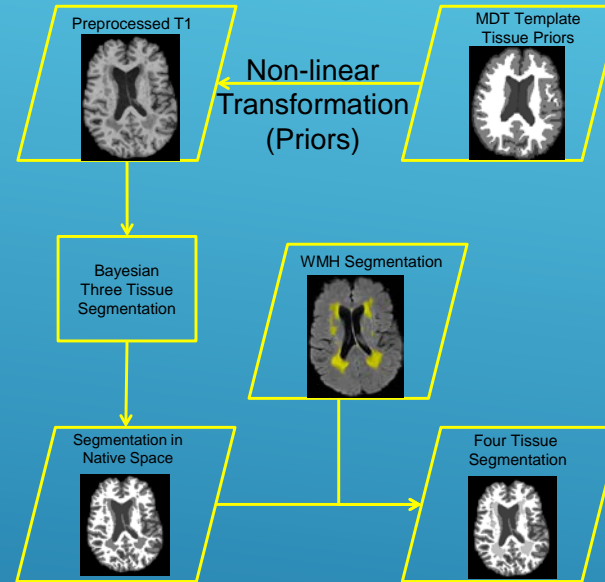 Preprocessed T1
MDT Template
Tissue Priors
Non-linear
Transformation
(Priors)
Bayesian
Three Tissue
Segmentation
WMH Segmentation
Segmentation in
Native Space
Four Tissue
Segmentation